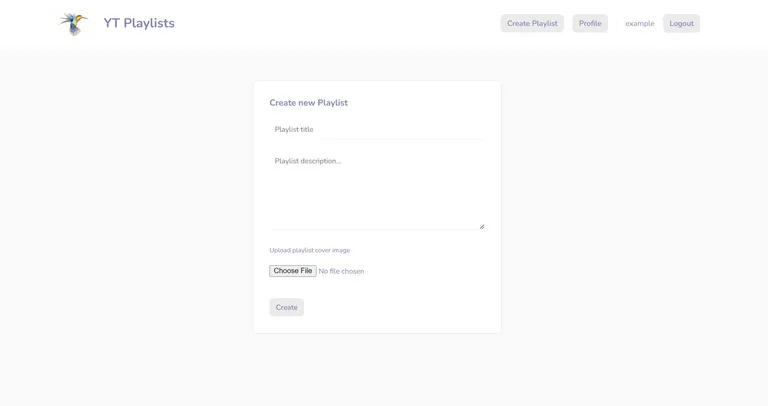 YT Playlists
Create Playlist
Profile
example
Logout
Create new Playlist
Playlist title
Playlist description...
Upload playlist cover image
Choose File No file chosen
Create